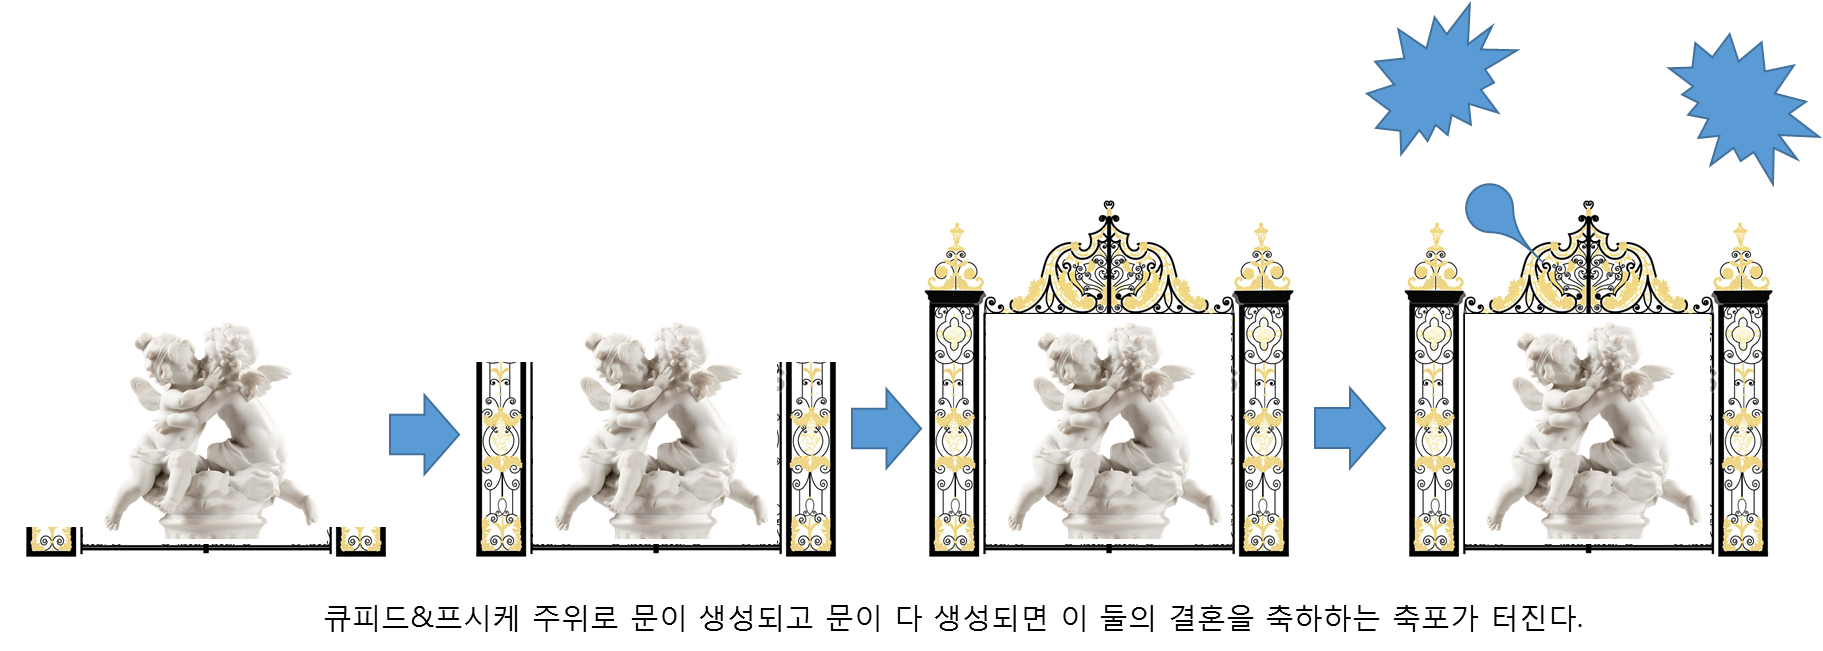 큐피드&프시케 주위로 문이 생성되고 문이 다 생성되면 이 둘의 결혼을 축하하는 축포가 터진다.